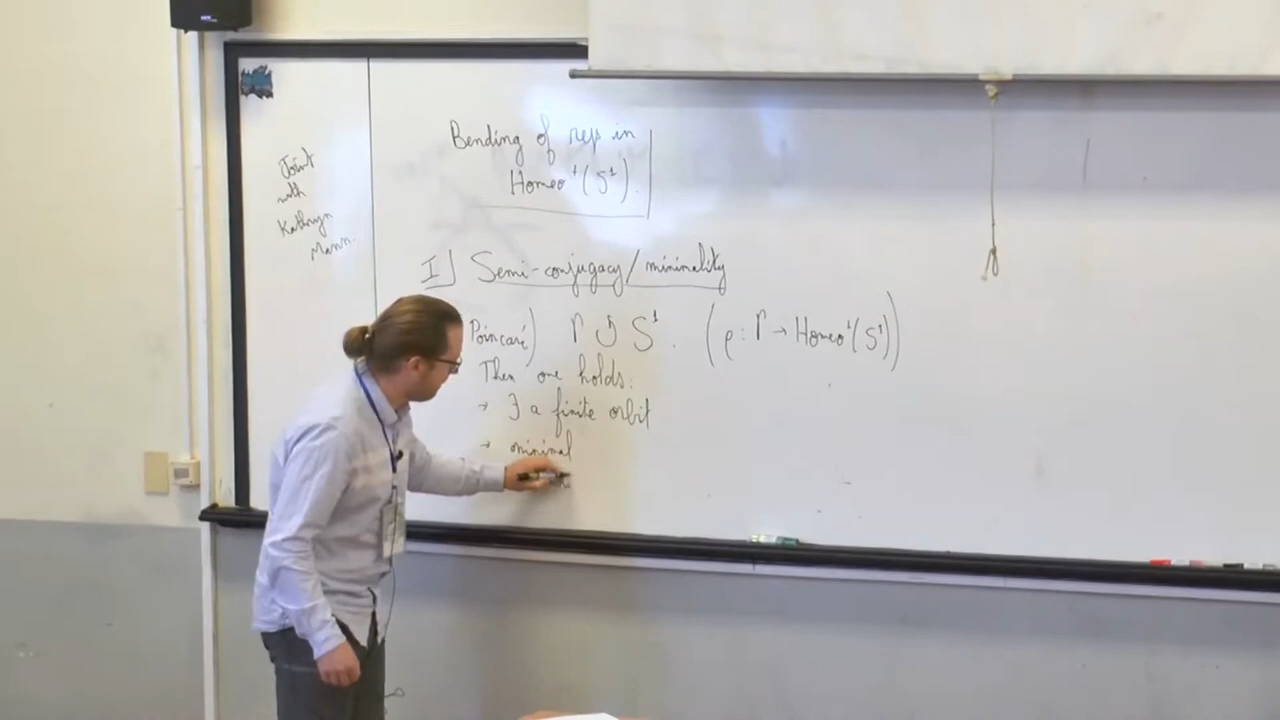 Joint
with
Kathryn
Mann.
Bending of reps in
Homeo⁺(S¹).
I] Semi-conjugacy/minimality
Poincaré) Γ ↺ S¹. (ρ: Γ → Homeo⁺(S¹))
Then one holds:
→ ∃ a finite orbit
→ minimal